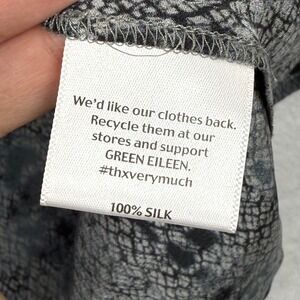 We'd like our clothes back.
Recycle them at our
stores and support
GREEN EILEEN.
#thxverymuch
100% SILK